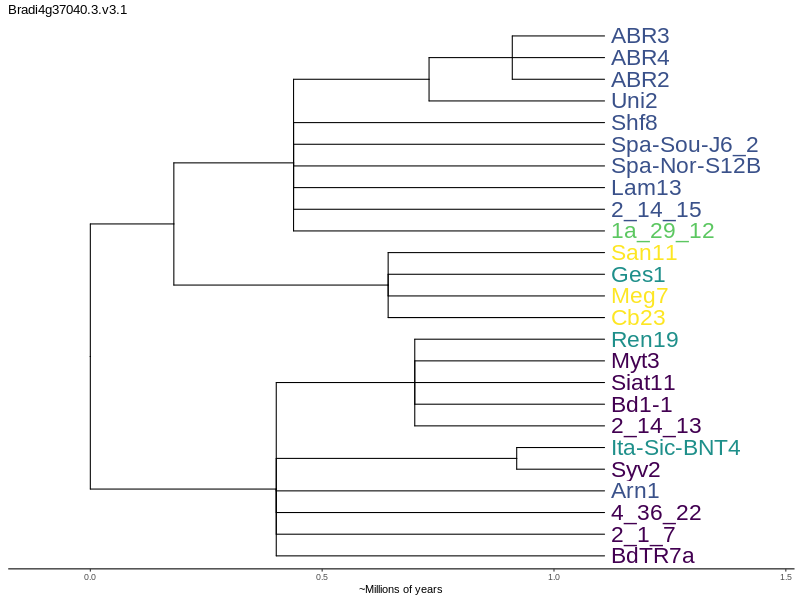 Bradi4g37040.3.v3.1
ABR3
ABR4
ABR2
Uni2
Shf8
Spa-Sou-J6_2
Spa-Nor-S12B
Lam13
2_14_15
1a_29_12
San11
Ges1
Meg7
Cb23
Ren19
Myt3
Siat11
Bd1-1
2_14_13
Ita-Sic-BNT4
Syv2
Arn1
4_36_22
2_1_7
BdTR7a
0.0 0.5 1.0 1.5
~Millions of years